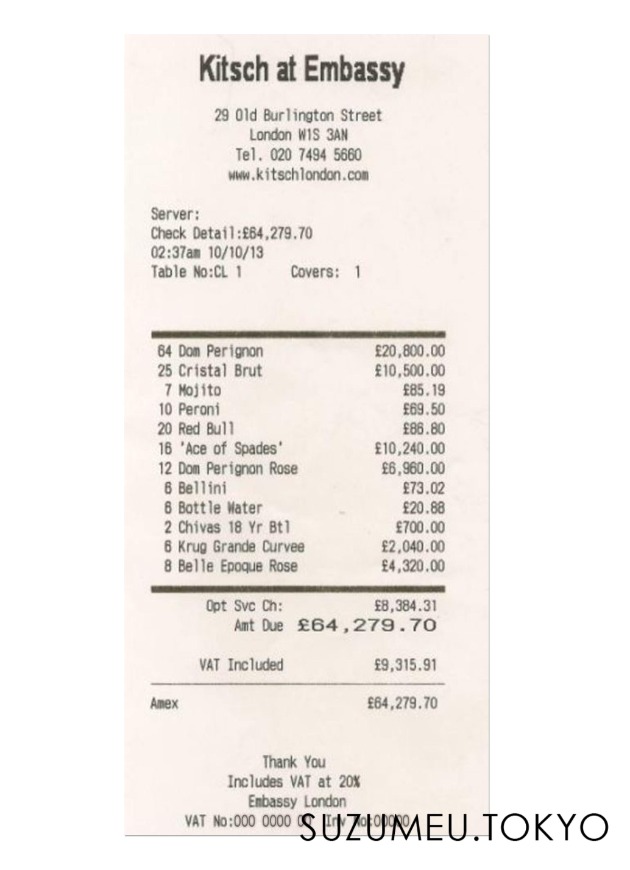 Kitsch at Embassy
29 Old Burlington Street
London W1S 3AN
Tel. 020 7494 5660
www.kitschlondon.com
Server:
Check Detail:£64,279.70
02:37am 10/10/13
Table No:CL 1 Covers: 1
64 Dom Perignon £20,800.00
25 Cristal Brut £10,500.00
7 Mojito £85.19
10 Peroni £69.50
20 Red Bull £86.80
16 'Ace of Spades' £10,240.00
12 Dom Perignon Rose £6,960.00
6 Bellini £73.02
6 Bottle Water £20.88
2 Chivas 18 Yr Btl £700.00
6 Krug Grande Curvee £2,040.00
8 Belle Epoque Rose £4,320.00
Opt Svc Ch: £8,384.31
Amt Due £64,279.70
VAT Included £9,315.91
Amex £64,279.70
Thank You
Includes VAT at 20%
Embassy London
VAT No:000 0000 Inv No:
SUZUMEU.TOKYO